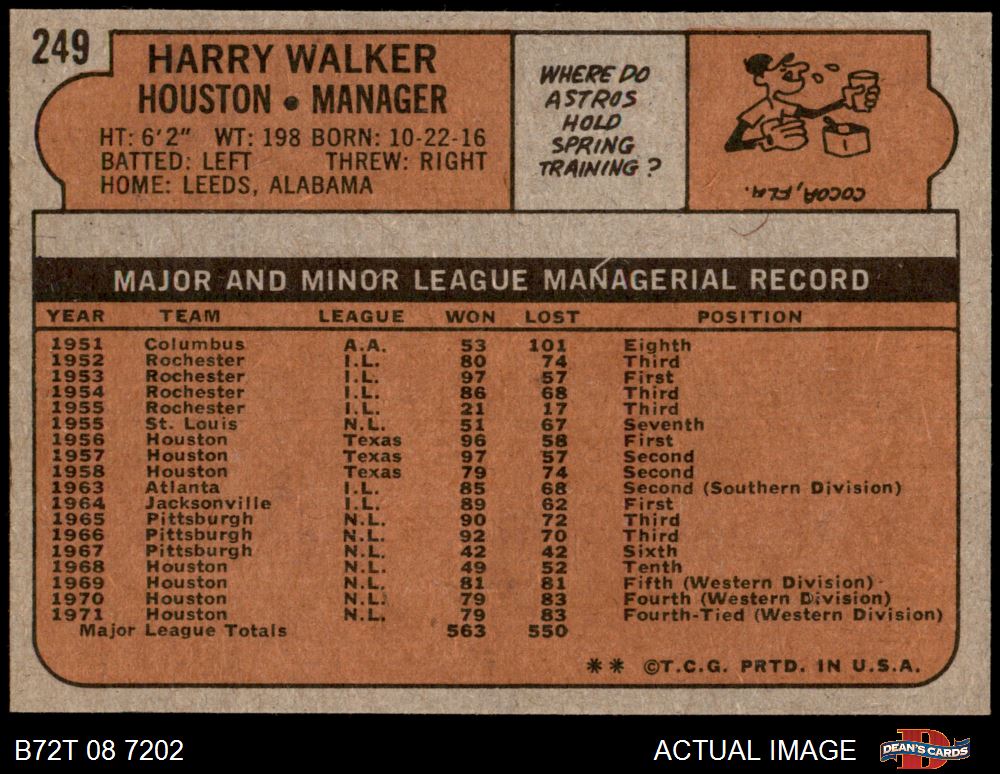 249
HARRY WALKER
HOUSTON • MANAGER
HT: 6'2" WT: 198 BORN: 10-22-16
BATTED: LEFT THREW: RIGHT
HOME: LEEDS, ALABAMA
WHERE DO
ASTROS
HOLD
SPRING
TRAINING?
COCOA, FLA.
MAJOR AND MINOR LEAGUE MANAGERIAL RECORD
YEAR TEAM LEAGUE WON LOST POSITION
1951 Columbus A.A. 53 101 Eighth
1952 Rochester I.L. 80 74 Third
1953 Rochester I.L. 97 57 First
1954 Rochester I.L. 86 68 Third
1955 Rochester I.L. 21 17 Third
1955 St. Louis N.L. 51 67 Seventh
1956 Houston Texas 96 58 First
1957 Houston Texas 97 57 Second
1958 Houston Texas 79 74 Second
1963 Atlanta I.L. 85 68 Second (Southern Division)
1964 Jacksonville I.L. 89 62 First
1965 Pittsburgh N.L. 90 72 Third
1966 Pittsburgh N.L. 92 70 Third
1967 Pittsburgh N.L. 42 42 Sixth
1968 Houston N.L. 49 52 Tenth
1969 Houston N.L. 81 81 Fifth (Western Division)
1970 Houston N.L. 79 83 Fourth (Western Division)
1971 Houston N.L. 79 83 Fourth-Tied (Western Division)
Major League Totals 563 550
** ©T.C.G. PRTD. IN U.S.A.
B72T 08 7202 ACTUAL IMAGE DEAN'S CARDS